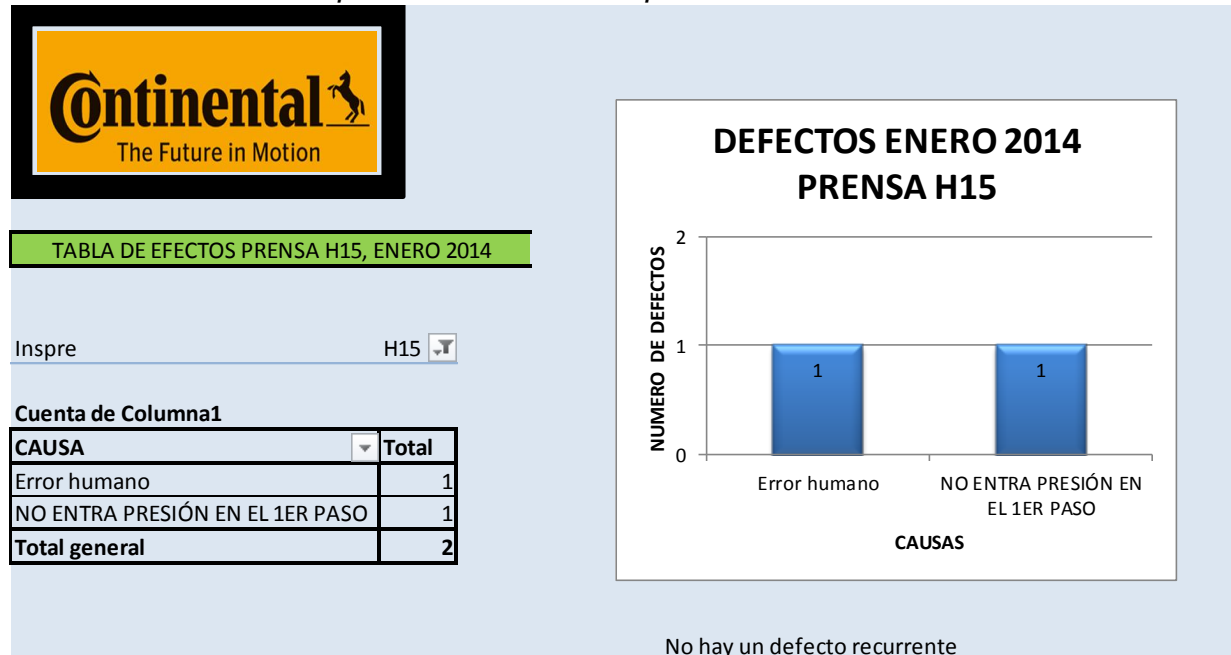 Continental
The Future in Motion
TABLA DE EFECTOS PRENSA H15, ENERO 2014
Inspre H15
Cuenta de Columna1
CAUSA Total
Error humano 1
NO ENTRA PRESIÓN EN EL 1ER PASO 1
Total general 2
DEFECTOS ENERO 2014
PRENSA H15
NUMERO DE DEFECTOS
2
1
0
1 1
Error humano
NO ENTRA PRESIÓN EN
EL 1ER PASO
CAUSAS
No hay un defecto recurrente